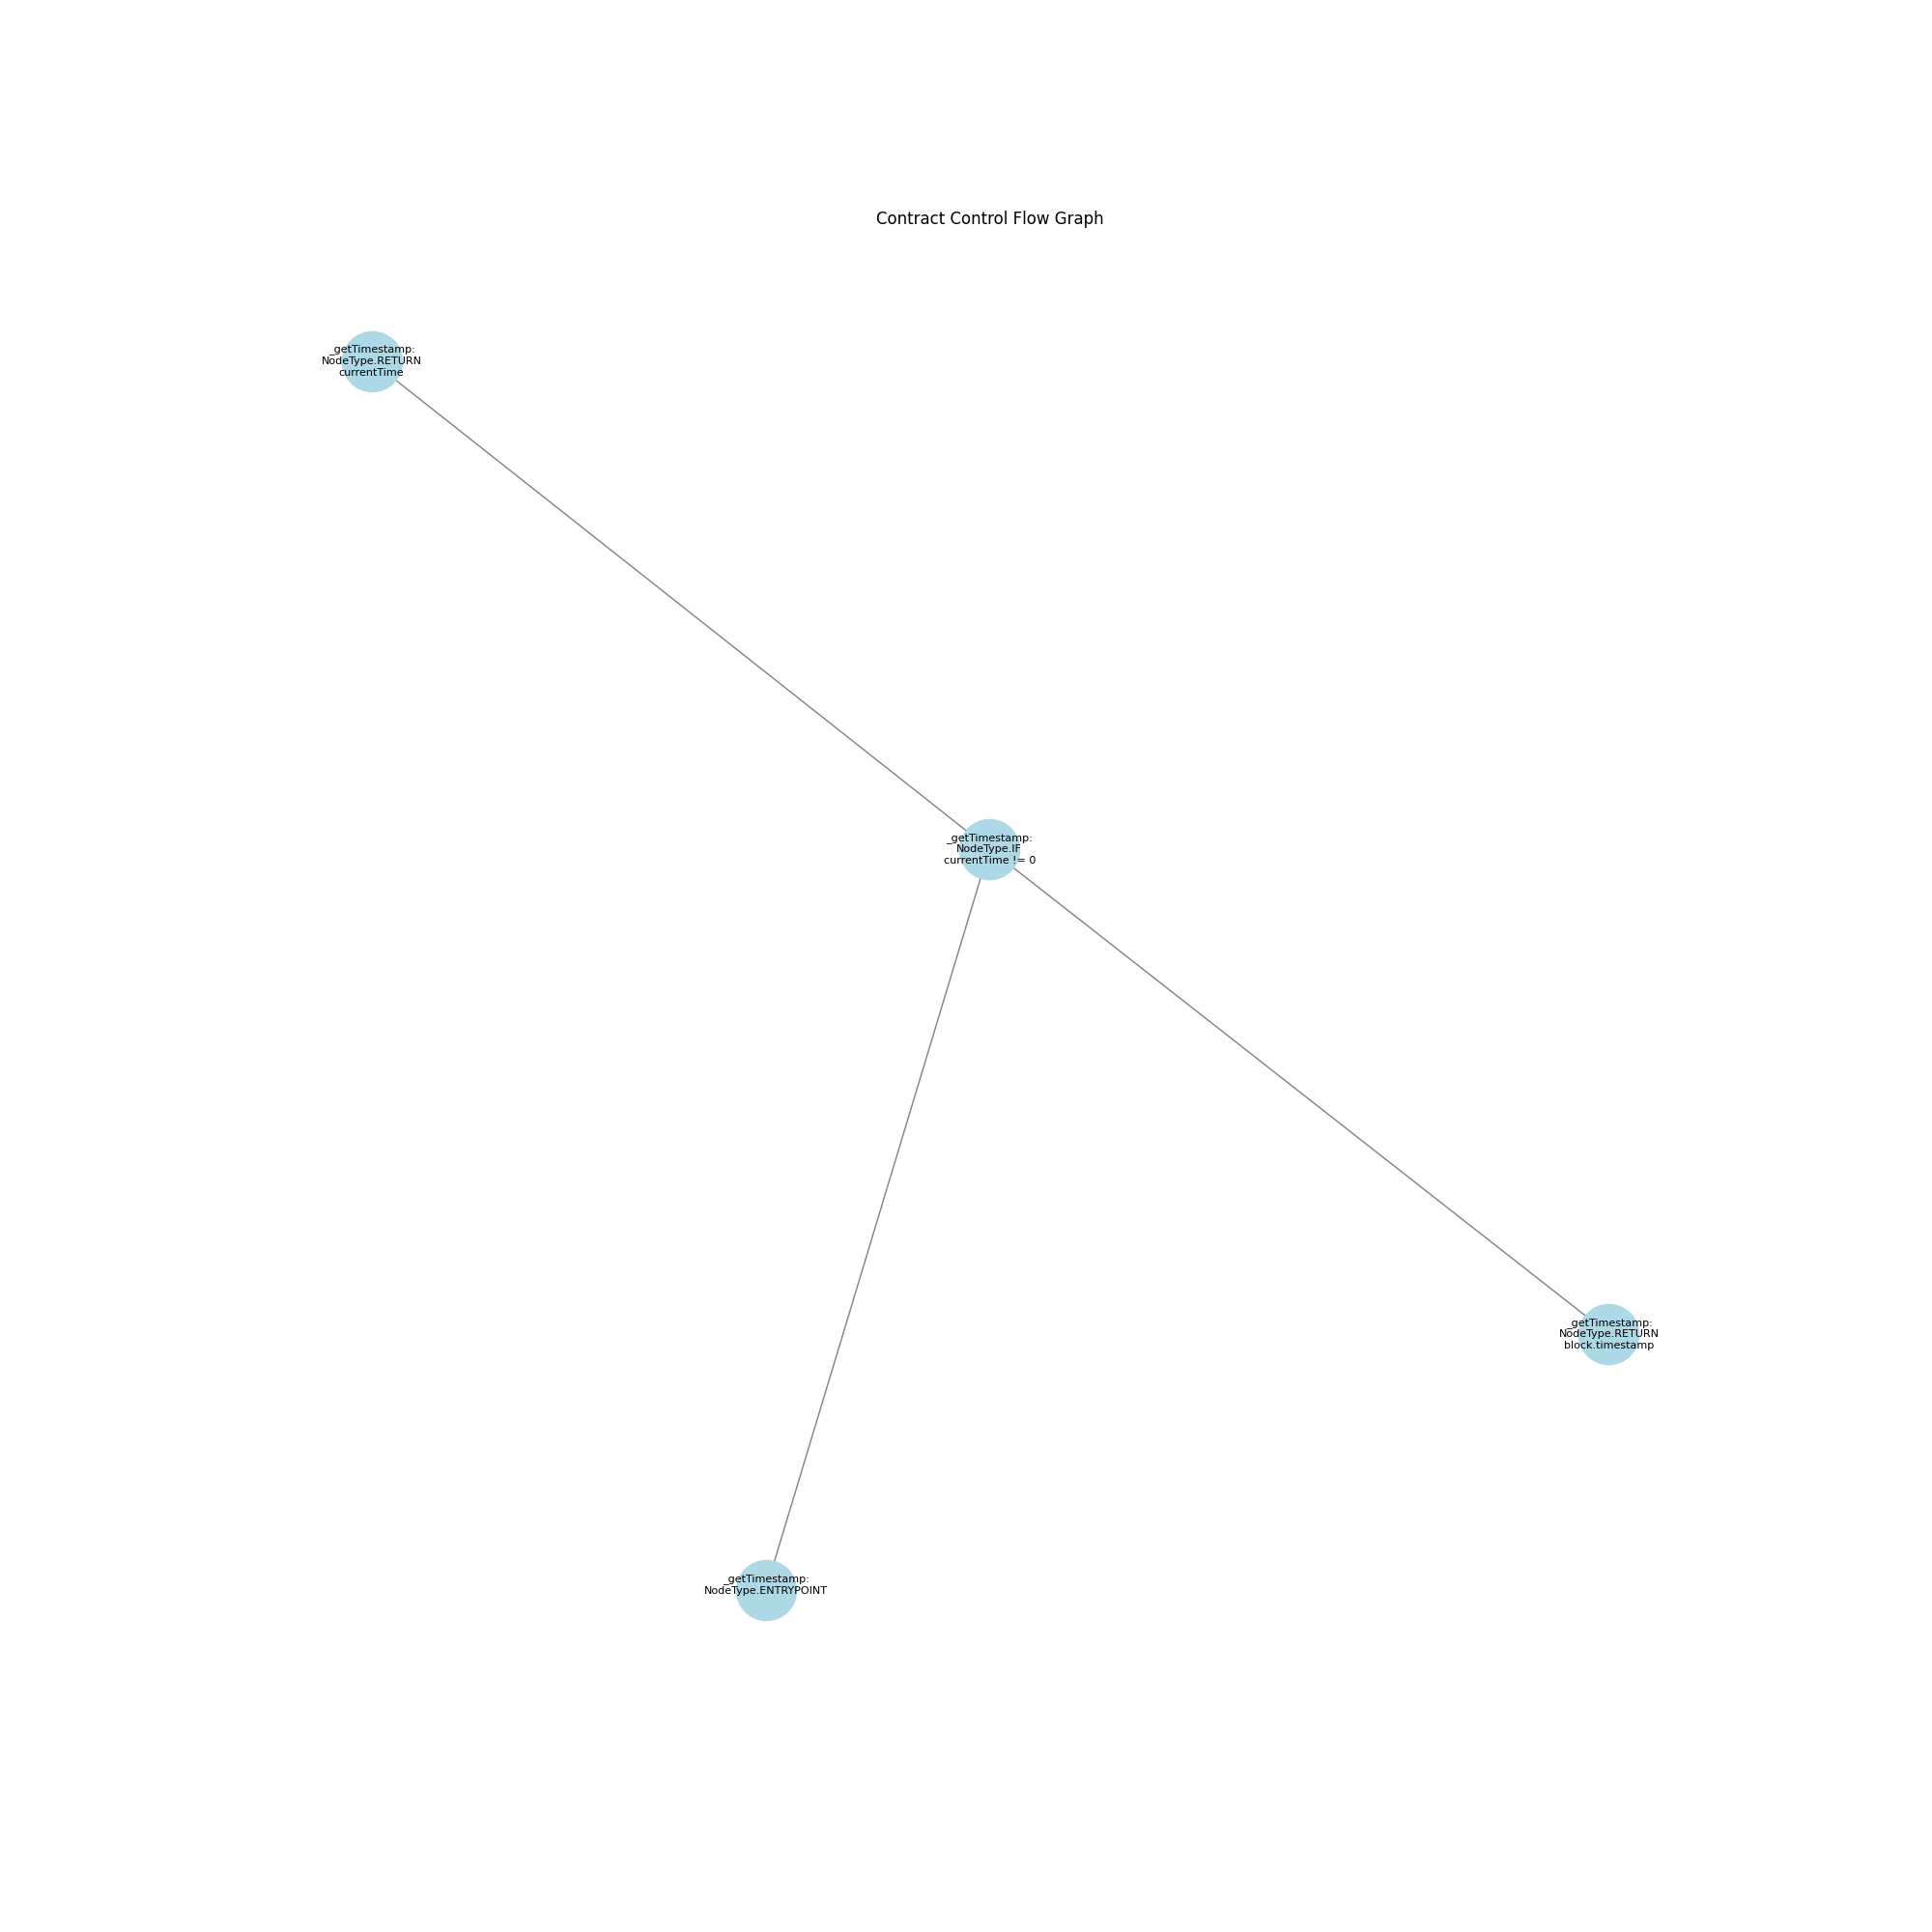 Contract Control Flow Graph
_getTimestamp:
NodeType.RETURN
currentTime
_getTimestamp:
NodeType.IF
currentTime != 0
_getTimestamp:
NodeType.RETURN
block.timestamp
_getTimestamp:
NodeType.ENTRYPOINT